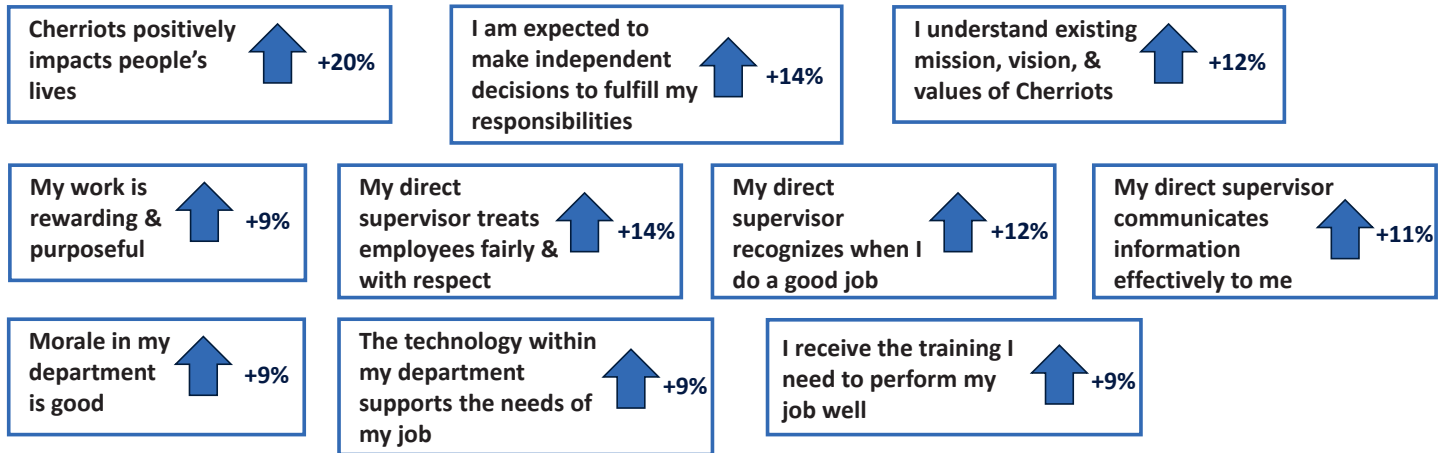 Cherriots positively
impacts people's
lives
+20%
I am expected to
make independent
decisions to fulfill my
responsibilities
+14%
I understand existing
mission, vision, &
values of Cherriots
+12%
My work is
rewarding &
purposeful
+9%
My direct
supervisor treats
employees fairly &
with respect
+14%
My direct
supervisor
recognizes when I
do a good job
+12%
My direct supervisor
communicates
information
effectively to me
+11%
Morale in my
department
is good
+9%
The technology within
my department
supports the needs of
my job
+9%
I receive the training I
need to perform my
job well
+9%